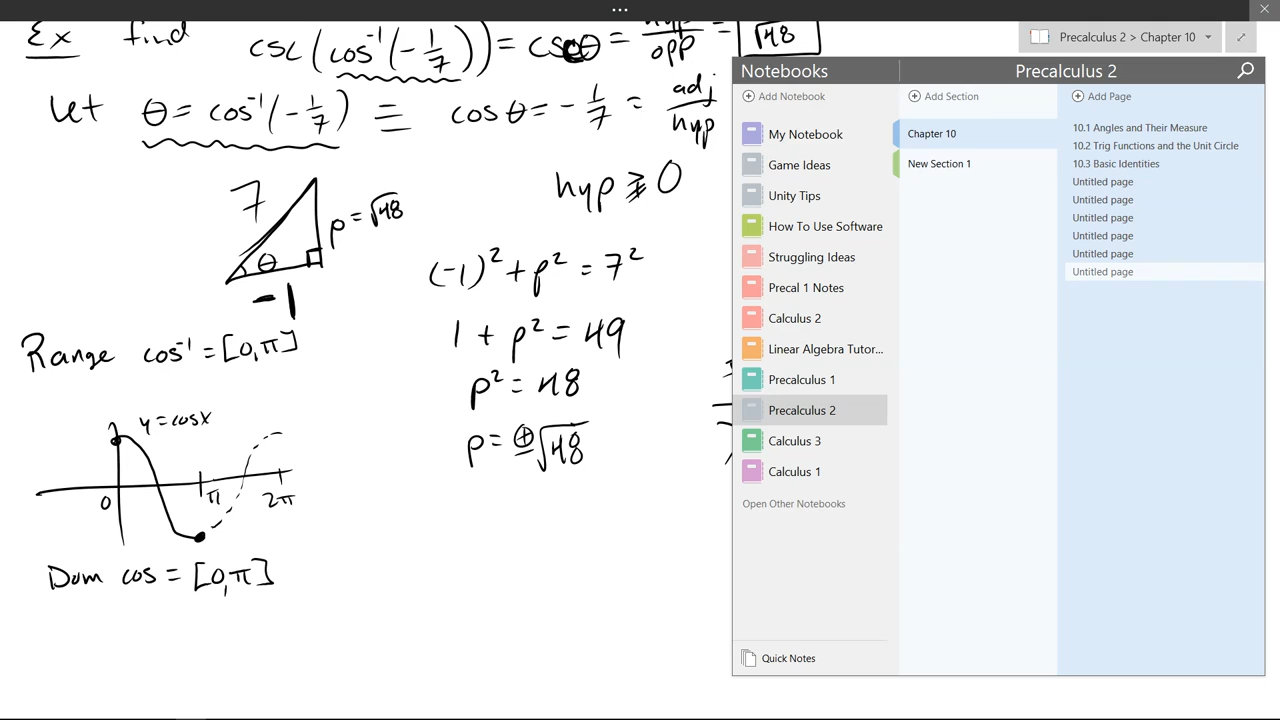 Ex find csc(cos⁻¹(-1/7)) = cscθ = hyp/opp = √48
Let θ = cos⁻¹(-1/7) ≡ cosθ = -1/7 = adj/hyp
7
p = √48
θ
-1
hyp ≥ 0
(-1)² + p² = 7²
1 + p² = 49
p² = 48
p = ±√48
Range cos⁻¹ = [0,π]
y = cosx
0
π
2π
Dom cos = [0,π]
Precalculus 2 > Chapter 10
Notebooks
Precalculus 2
Add Notebook
Add Section
Add Page
My Notebook
Game Ideas
Unity Tips
How To Use Software
Struggling Ideas
Precal 1 Notes
Calculus 2
Linear Algebra Tutor...
Precalculus 1
Precalculus 2
Calculus 3
Calculus 1
Open Other Notebooks
Quick Notes
Chapter 10
New Section 1
10.1 Angles and Their Measure
10.2 Trig Functions and the Unit Circle
10.3 Basic Identities
Untitled page
Untitled page
Untitled page
Untitled page
Untitled page
Untitled page